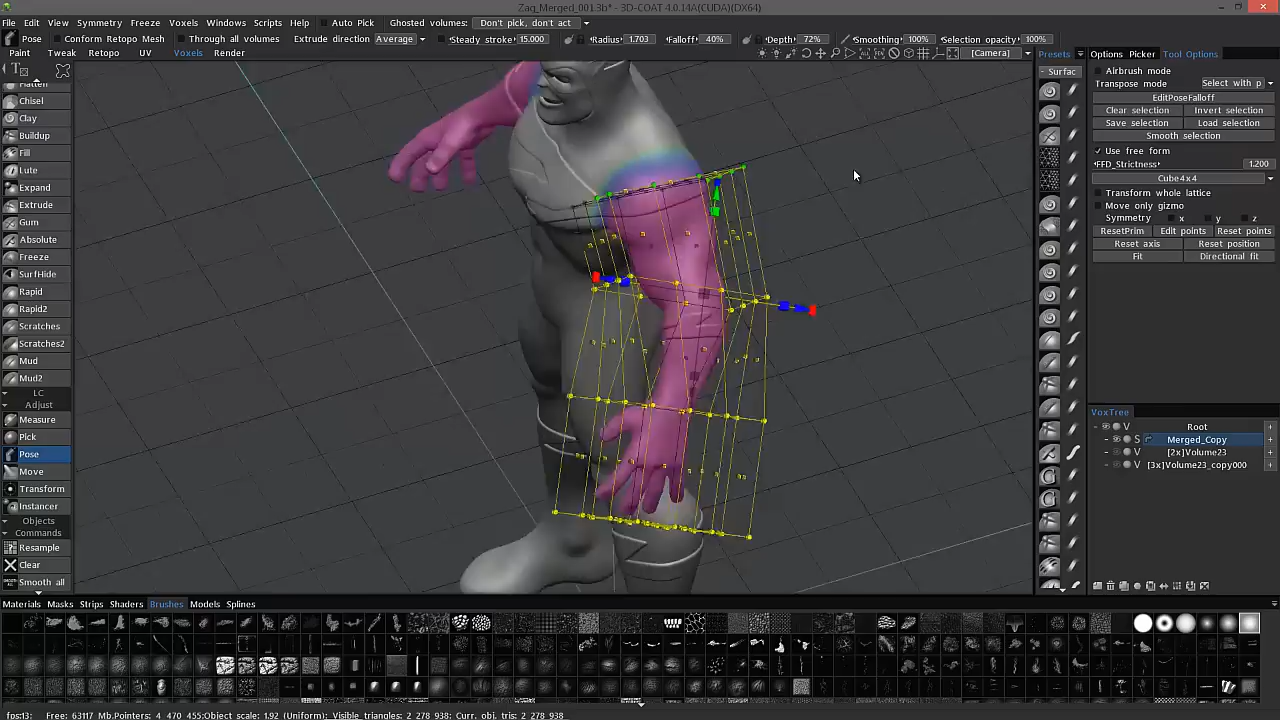 Zaq_Merged_001.3b* - 3D-COAT 4.0.14A(CUDA)(DX64)
File Edit View Symmetry Freeze Voxels Windows Scripts Help Auto Pick Ghosted volumes: Don't pick, don't act
Pose Conform Retopo Mesh Through all volumes Extrude direction Average Steady stroke: 15.000 Radius: 1.703 Falloff: 40% Depth: 72% Smoothing: 100% Selection opacity: 100%
Paint Tweak Retopo UV Voxels Render [Camera]
Flatten
Chisel
Clay
Buildup
Fill
Lute
Expand
Extrude
Gum
Absolute
Freeze
SurfHide
Rapid
Rapid2
Scratches
Scratches2
Mud
Mud2
LC
Adjust
Measure
Pick
Pose
Move
Transform
Instancer
Objects
Commands
Resample
Clear
Smooth all
Presets
Surfac
Options Picker Tool Options
Airbrush mode
Transpose mode Select with p
EditPoseFalloff
Clear selection Invert selection
Save selection Load selection
Smooth selection
Use free form
FFD_Strictness 1.200
Cube4x4
Transform whole lattice
Move only gizmo
Symmetry x y z
ResetPrim Edit points Reset points
Reset axis Reset position
Fit Directional fit
VoxTree
V Root
S Merged_Copy +
V [2x]Volume23 +
V [3x]Volume23_copy000 +
Materials Masks Strips Shaders Brushes Models Splines
fps13; Free: 63117 Mb.Points: 4 470 455:Object scale: 1.92 (Uniform); Visible_triangles: 2 278 938; Curr. obj. tris: 2 278 938_